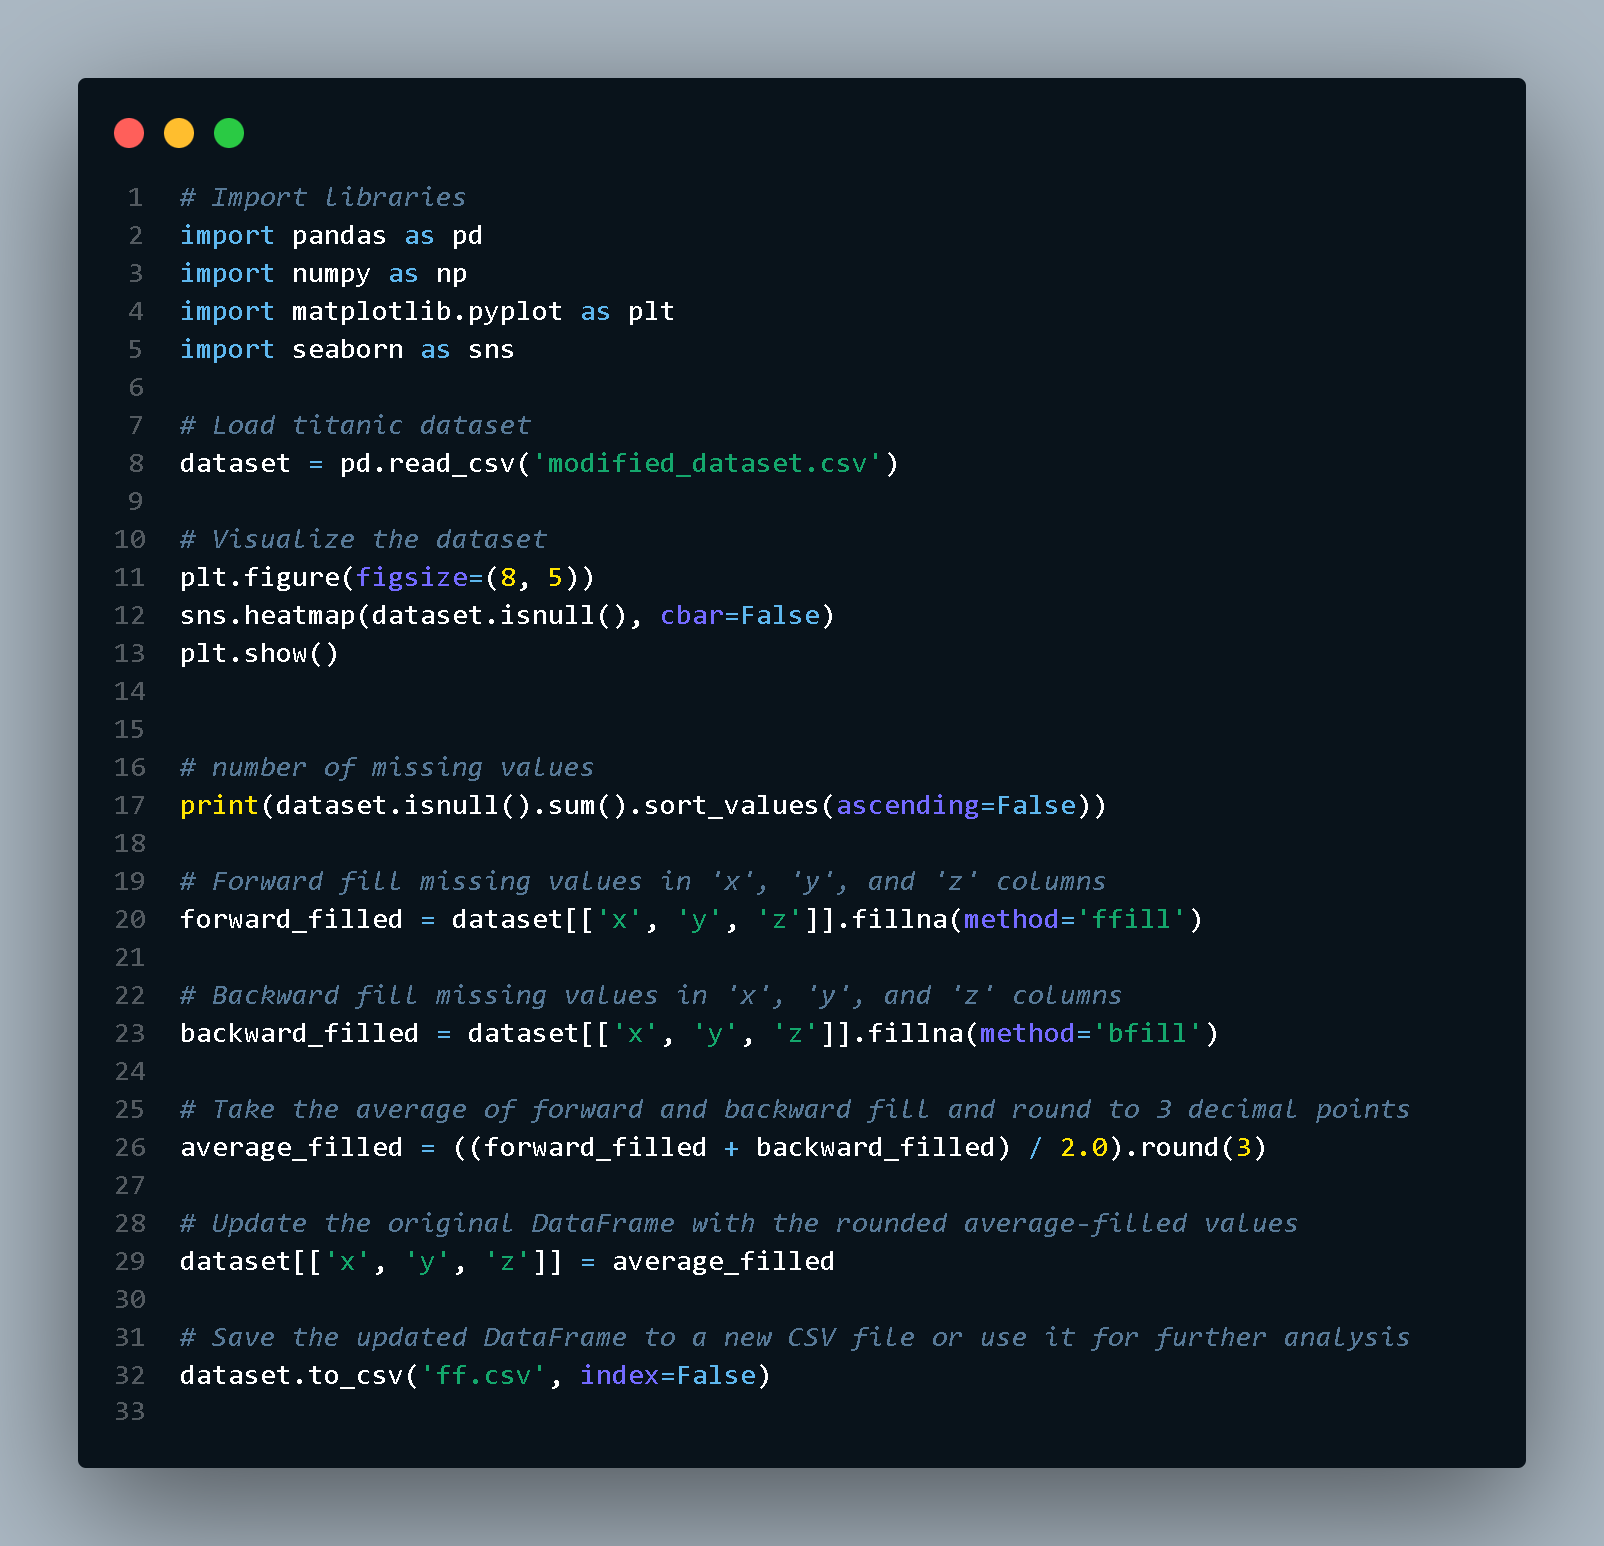 1 # Import libraries
2 import pandas as pd
3 import numpy as np
4 import matplotlib.pyplot as plt
5 import seaborn as sns
6
7 # Load titanic dataset
8 dataset = pd.read_csv('modified_dataset.csv')
9
10 # Visualize the dataset
11 plt.figure(figsize=(8, 5))
12 sns.heatmap(dataset.isnull(), cbar=False)
13 plt.show()
14
15
16 # number of missing values
17 print(dataset.isnull().sum().sort_values(ascending=False))
18
19 # Forward fill missing values in 'x', 'y', and 'z' columns
20 forward_filled = dataset[['x', 'y', 'z']].fillna(method='ffill')
21
22 # Backward fill missing values in 'x', 'y', and 'z' columns
23 backward_filled = dataset[['x', 'y', 'z']].fillna(method='bfill')
24
25 # Take the average of forward and backward fill and round to 3 decimal points
26 average_filled = ((forward_filled + backward_filled) / 2.0).round(3)
27
28 # Update the original DataFrame with the rounded average-filled values
29 dataset[['x', 'y', 'z']] = average_filled
30
31 # Save the updated DataFrame to a new CSV file or use it for further analysis
32 dataset.to_csv('ff.csv', index=False)
33